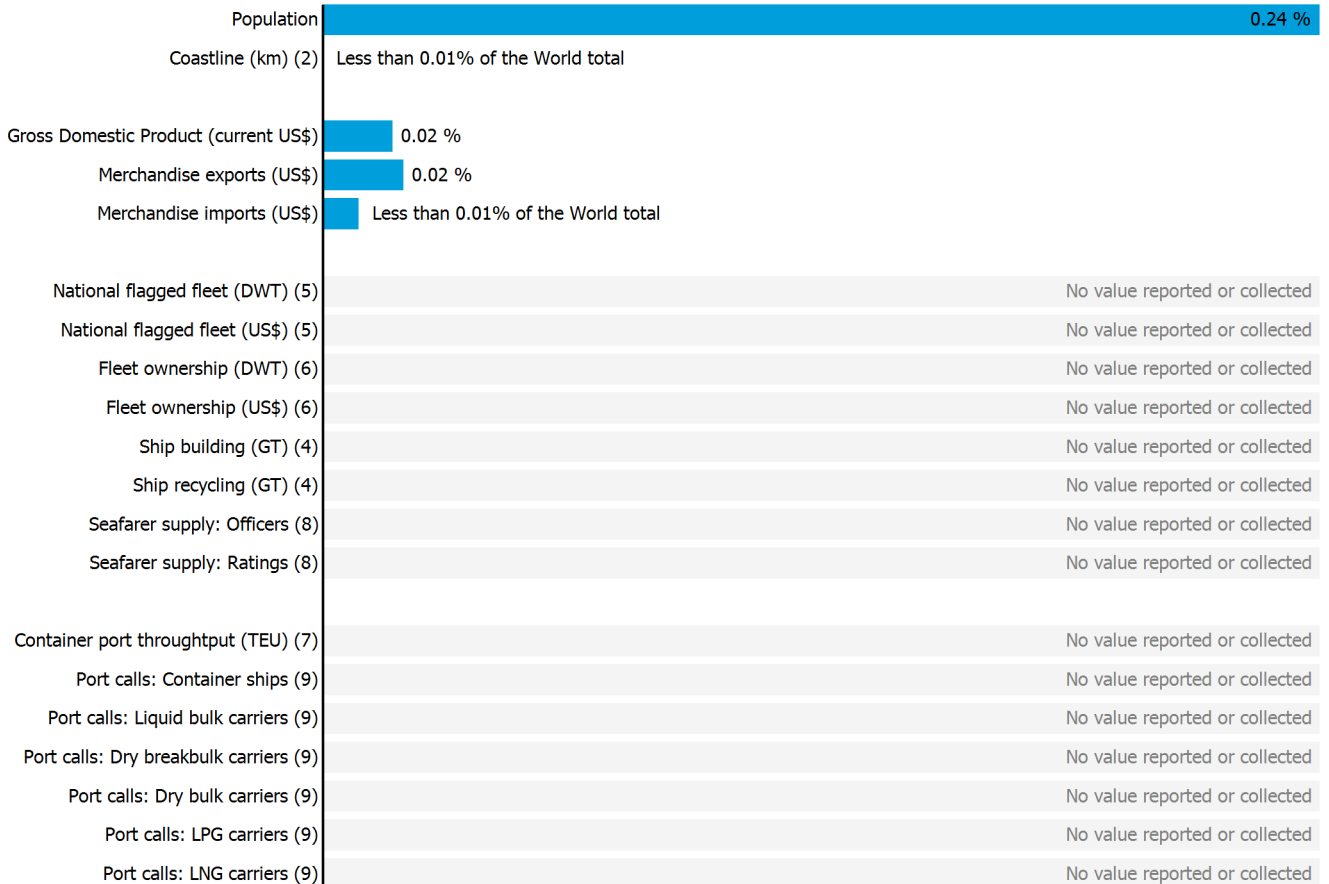 Population 0.24 %
Coastline (km) (2) Less than 0.01% of the World total
Gross Domestic Product (current US$) 0.02 %
Merchandise exports (US$) 0.02 %
Merchandise imports (US$) Less than 0.01% of the World total
National flagged fleet (DWT) (5) No value reported or collected
National flagged fleet (US$) (5) No value reported or collected
Fleet ownership (DWT) (6) No value reported or collected
Fleet ownership (US$) (6) No value reported or collected
Ship building (GT) (4) No value reported or collected
Ship recycling (GT) (4) No value reported or collected
Seafarer supply: Officers (8) No value reported or collected
Seafarer supply: Ratings (8) No value reported or collected
Container port throughtput (TEU) (7) No value reported or collected
Port calls: Container ships (9) No value reported or collected
Port calls: Liquid bulk carriers (9) No value reported or collected
Port calls: Dry breakbulk carriers (9) No value reported or collected
Port calls: Dry bulk carriers (9) No value reported or collected
Port calls: LPG carriers (9) No value reported or collected
Port calls: LNG carriers (9) No value reported or collected